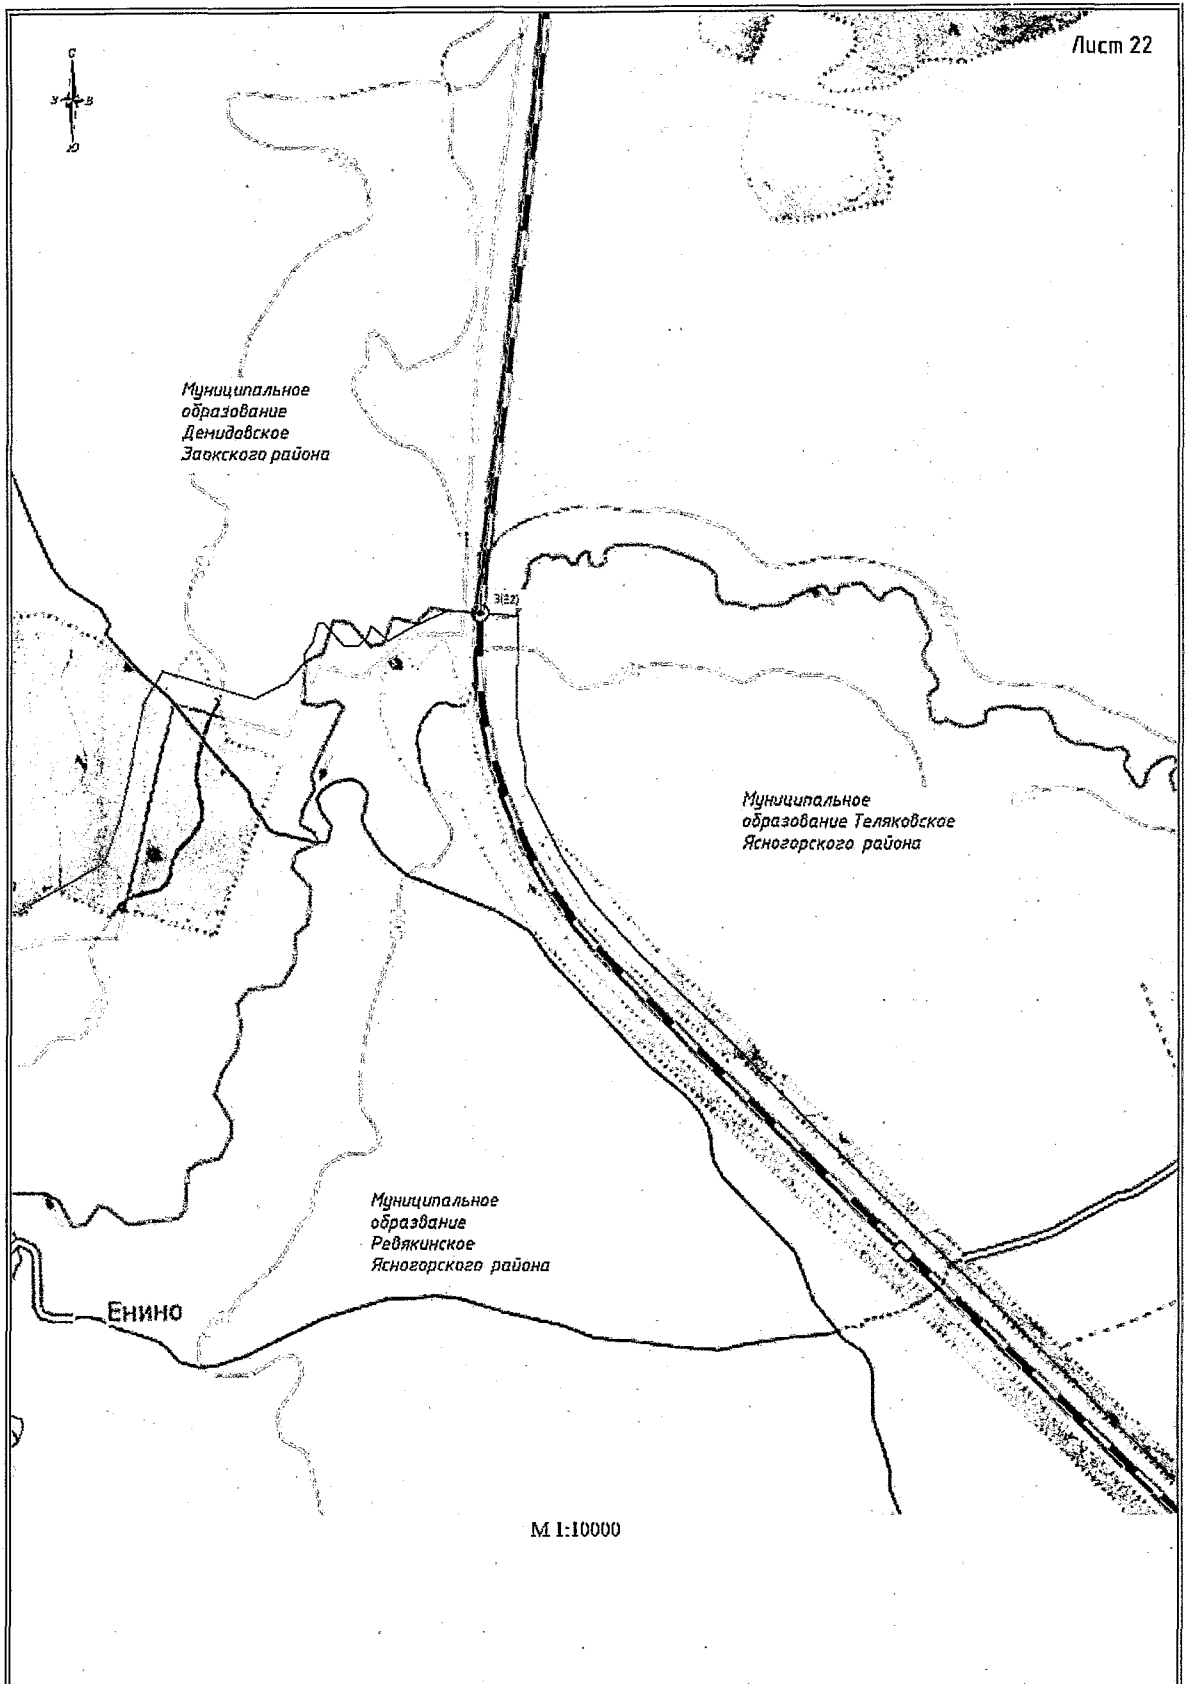 Лист 22
С
З В
Ю
Муниципальное
образование
Демидовское
Заокского района
Муниципальное
образование Теляковское
Ясногорского района
Муниципальное
образвание
Ревякинское
Ясногорского района
Енино
М 1:10000